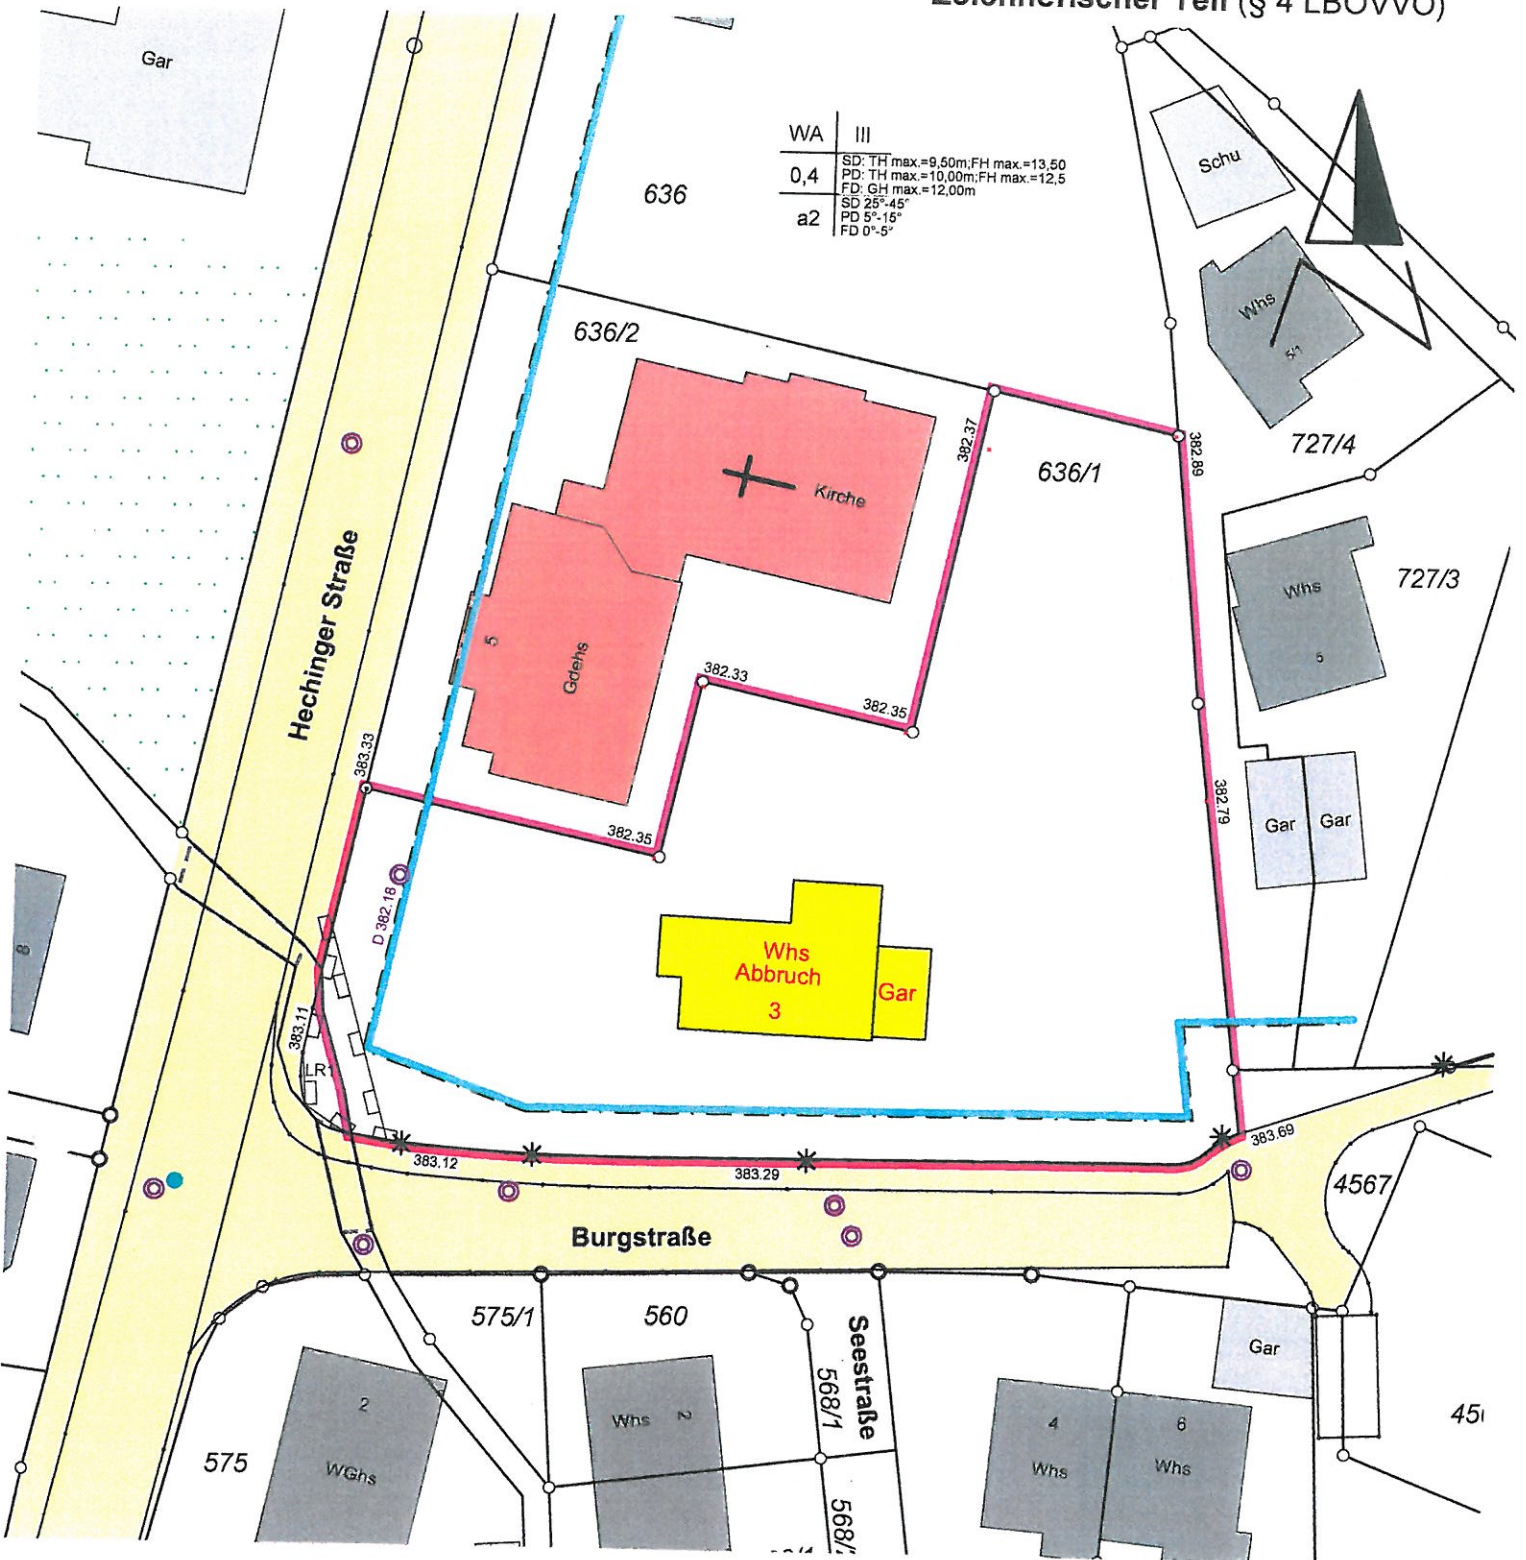 Zeichnerischer Teil (§ 4 LBOVVO)
Gar
WA III
0,4
a2
SD: TH max.=9,50m;FH max.=13,50
PD: TH max.=10,00m;FH max.=12,5
FD: GH max.=12,00m
SD 25°-45°
PD 5°-15°
FD 0°-5°
636
Schu
Whs
5/1
636/2
727/4
382.37
382.89
636/1
Kirche
Whs
5
727/3
Hechinger Straße
5
Gdehs
382.33
382.35
383.33
382.35
382.79
Gar
Gar
D 382.18
8
Whs
Abbruch
3
Gar
383.11
LR1
383.12
383.29
383.69
4567
Burgstraße
575/1
560
Seestraße
568/1
Gar
2
WGhs
Whs 2
4
Whs
6
Whs
575
568/